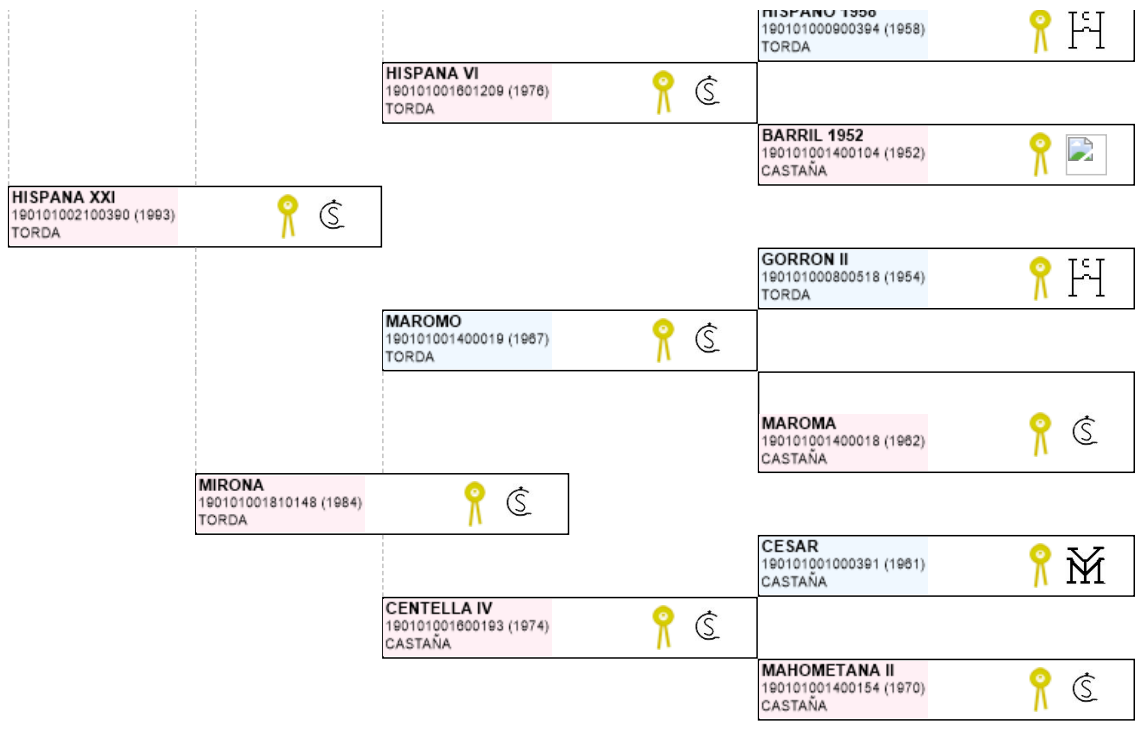 HISPANO 1958
190101000900394 (1958)
TORDA
HISPANA VI
190101001601209 (1976)
TORDA
BARRIL 1952
190101001400104 (1952)
CASTAÑA
HISPANA XXI
190101002100390 (1993)
TORDA
GORRON II
190101000800518 (1954)
TORDA
MAROMO
190101001400019 (1967)
TORDA
MAROMA
190101001400018 (1962)
CASTAÑA
MIRONA
190101001810148 (1984)
TORDA
CESAR
190101001000391 (1961)
CASTAÑA
CENTELLA IV
190101001600193 (1974)
CASTAÑA
MAHOMETANA II
190101001400154 (1970)
CASTAÑA